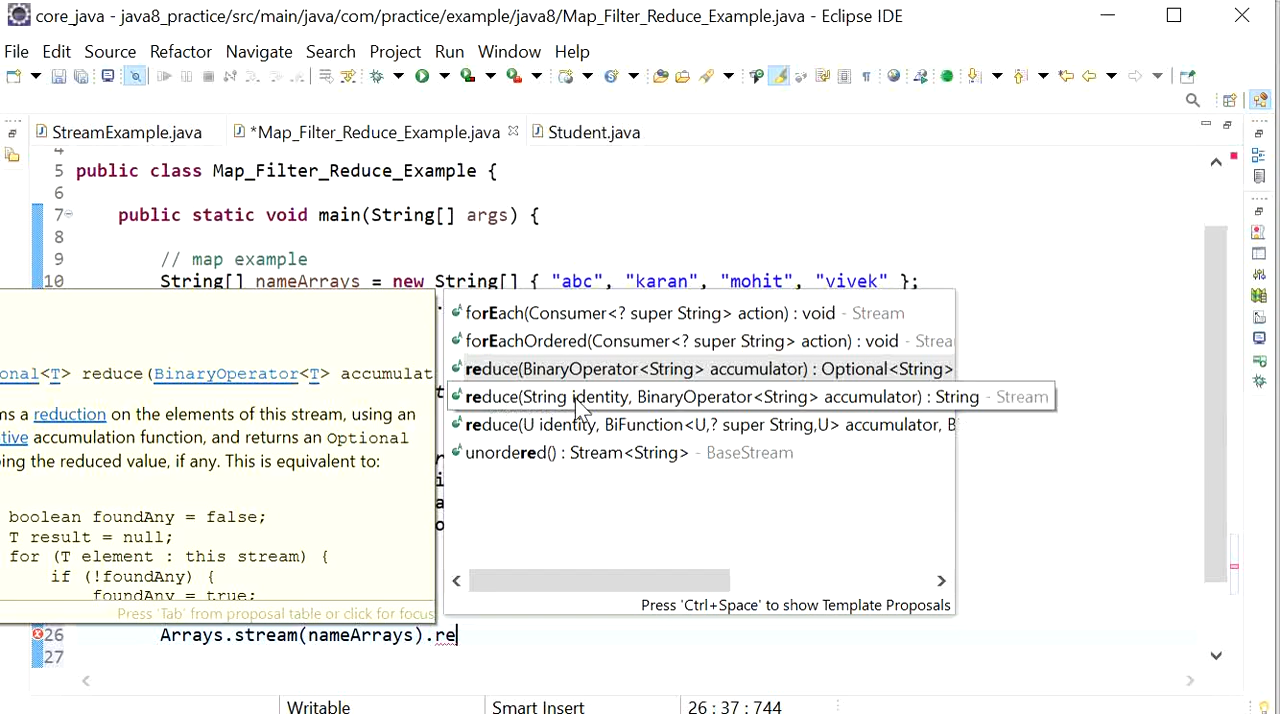 core_java - java8_practice/src/main/java/com/practice/example/java8/Map_Filter_Reduce_Example.java - Eclipse IDE
File Edit Source Refactor Navigate Search Project Run Window Help
StreamExample.java *Map_Filter_Reduce_Example.java Student.java
4
5 public class Map_Filter_Reduce_Example {
6
7 public static void main(String[] args) {
8
9 // map example
10 String[] nameArrays = new String[] { "abc", "karan", "mohit", "vivek" };
forEach(Consumer<? super String> action) : void - Stream
forEachOrdered(Consumer<? super String> action) : void - Strea
reduce(BinaryOperator<String> accumulator) : Optional<String>
reduce(String identity, BinaryOperator<String> accumulator) : String - Stream
reduce(U identity, BiFunction<U,? super String,U> accumulator, B
unordered() : Stream<String> - BaseStream
Press 'Ctrl+Space' to show Template Proposals
onal<T> reduce(BinaryOperator<T> accumulat
ms a reduction on the elements of this stream, using an
tive accumulation function, and returns an Optional
ing the reduced value, if any. This is equivalent to:
boolean foundAny = false;
T result = null;
for (T element : this stream) {
if (!foundAny) {
foundAny = true;
Press 'Tab' from proposal table or click for focus
26 Arrays.stream(nameArrays).re
27
Writable Smart Insert 26 : 37 : 744